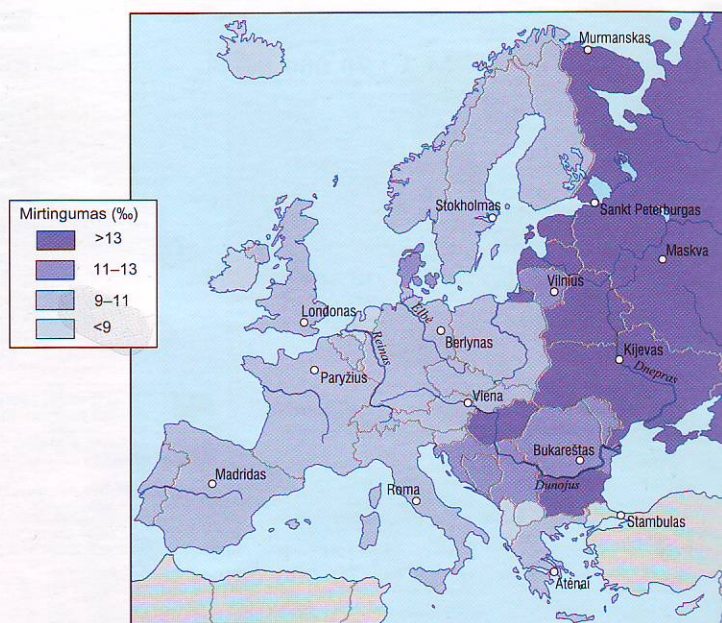 Murmanskas
Stokholmas
Sankt Peterburgas
Mirtingumas (‰)
>13
11–13
9–11
<9
Maskva
Vilnius
Londonas
Elbė
Berlynas
Reinas
Kijevas
Dnepras
Paryžius
Viena
Bukareštas
Madridas
Dunojus
Roma
Stambulas
Atėnai